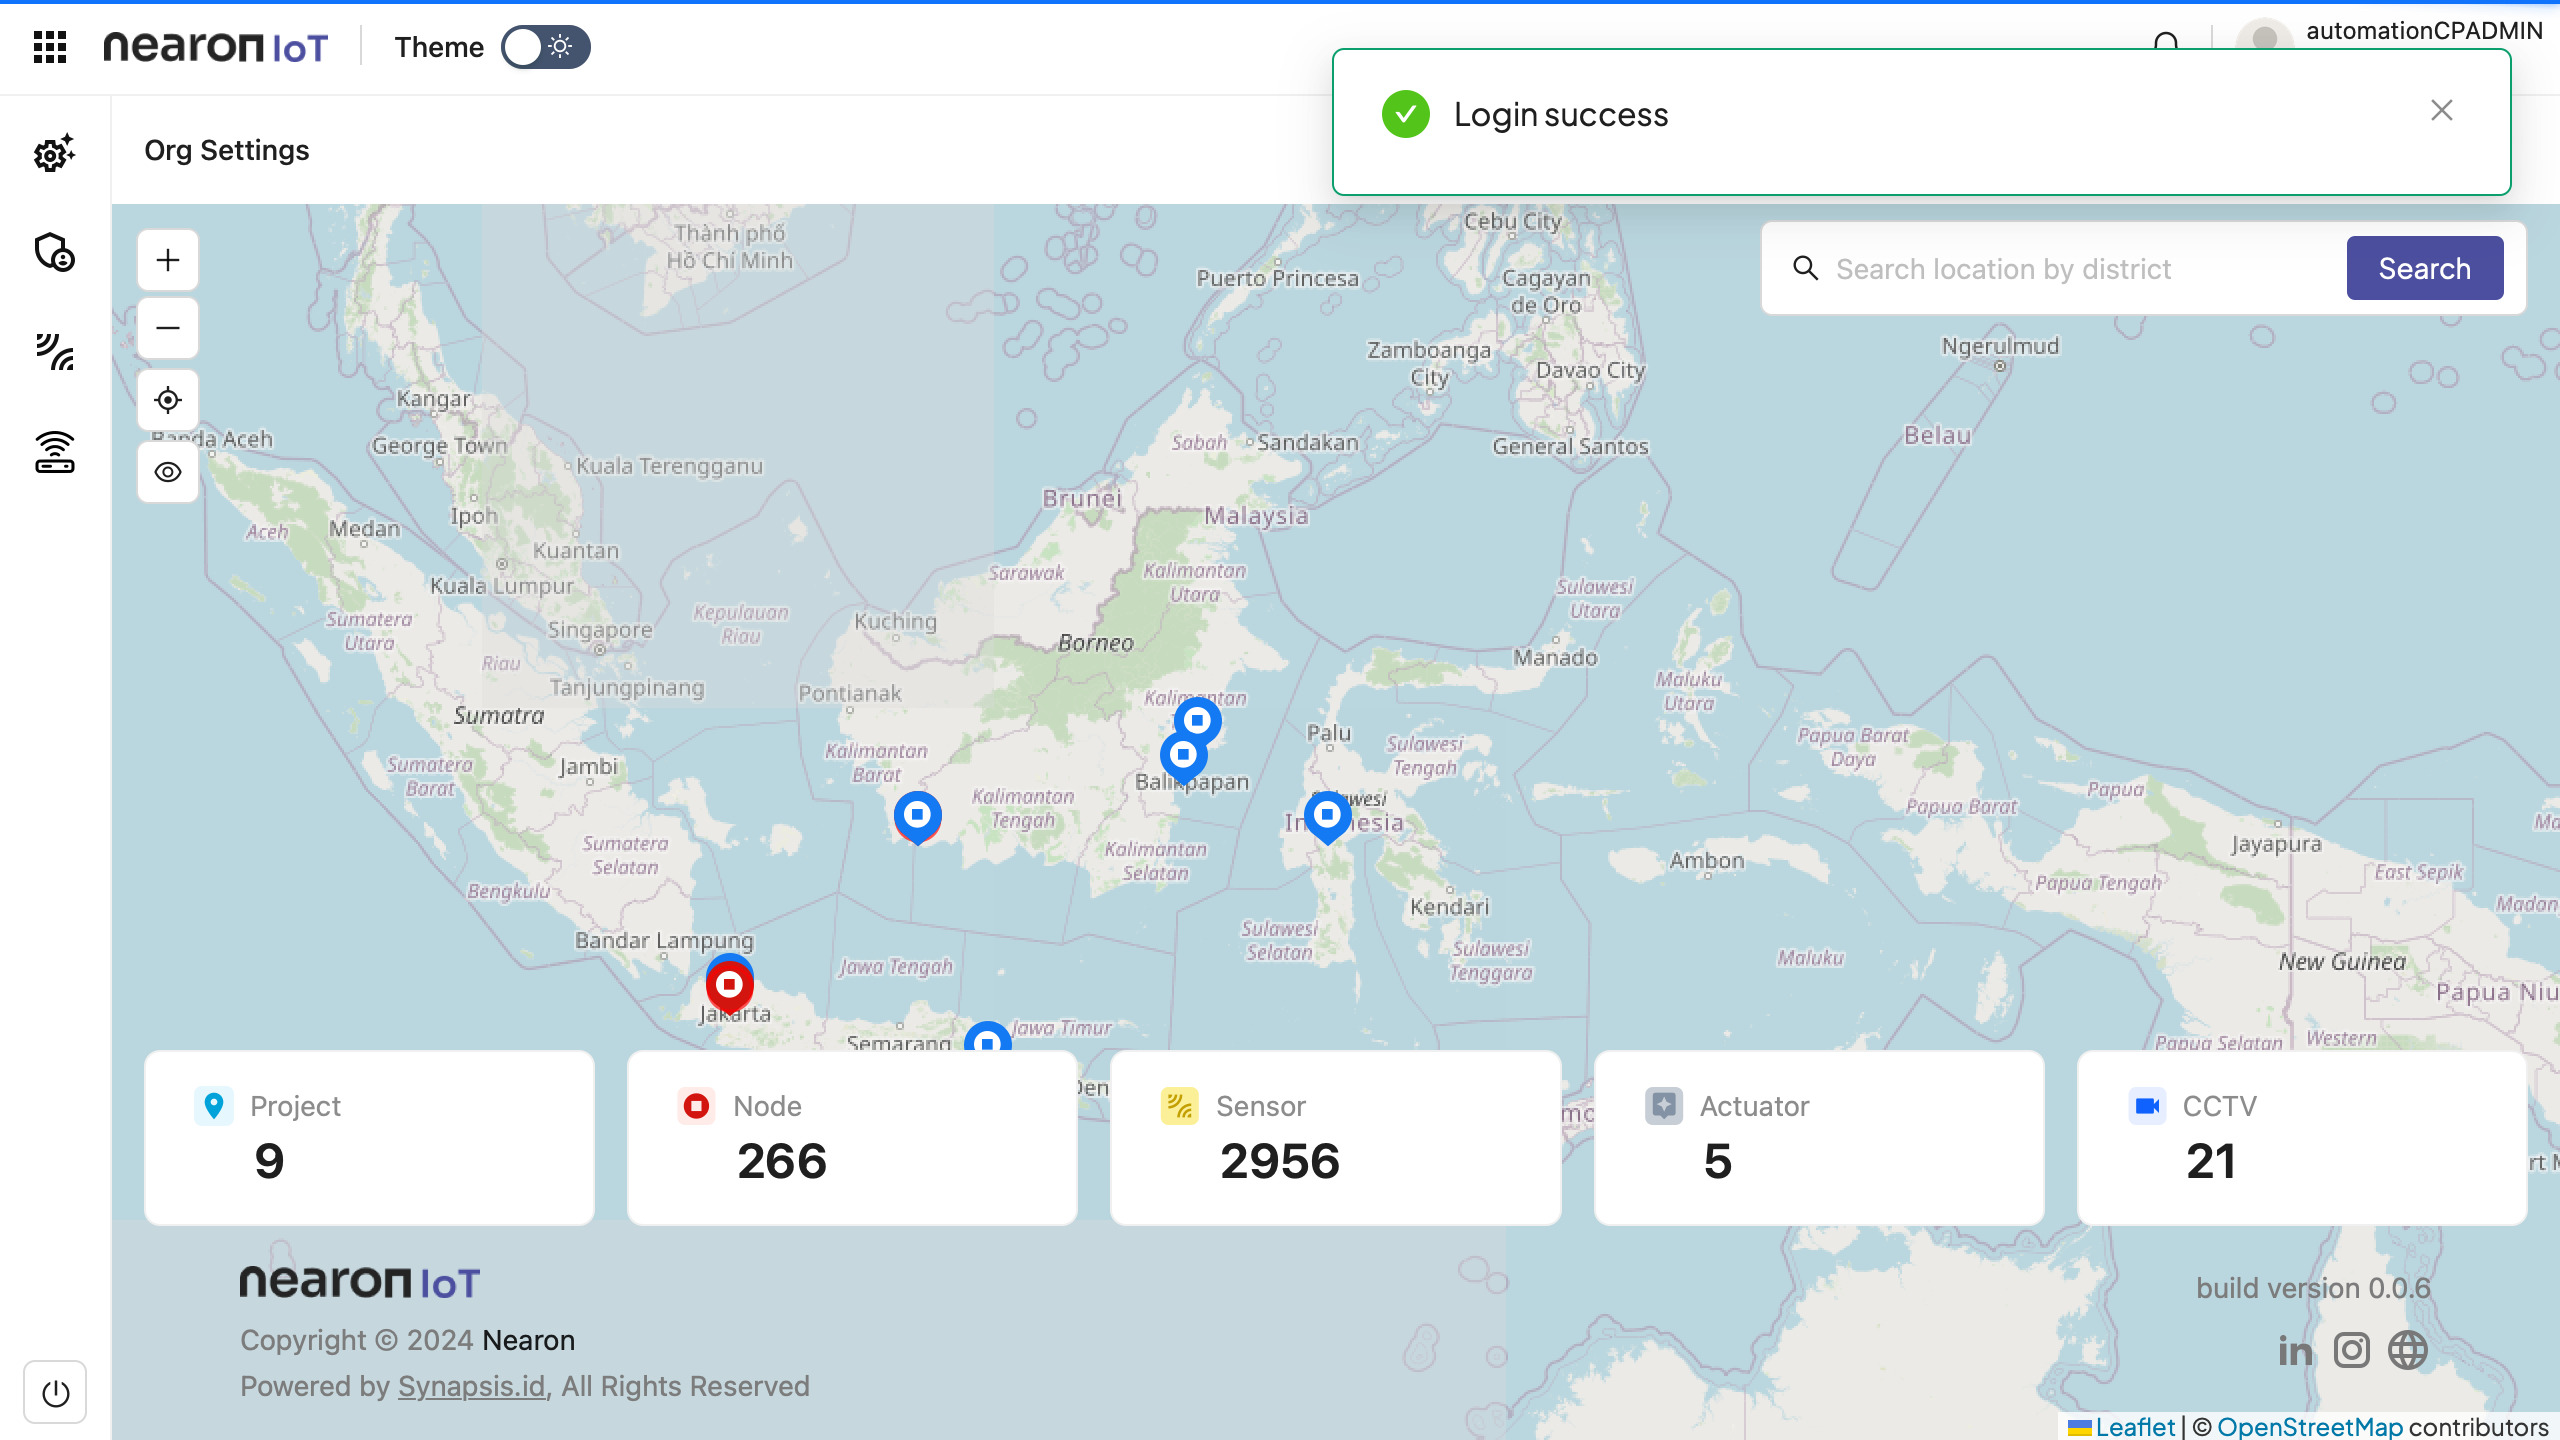 nearon IoT
Theme
automationCPADMIN
Login success
Org Settings
Search location by district
Search
Thành phố
Hồ Chí Minh
Cebu City
Puerto Princesa
Cagayan
de Oro
Zamboanga
City
Davao City
Ngerulmud
Kangar
Banda Aceh
George Town
Kuala Terengganu
Sabah
Sandakan
General Santos
Belau
Brunei
Malaysia
Ipoh
Aceh
Medan
Kuantan
Kuala Lumpur
Sarawak
Kalimantan
Utara
Sulawesi
Utara
Sumatera
Utara
Singapore
Kepulauan
Riau
Kuching
Borneo
Manado
Riau
Tanjungpinang
Pontianak
Kalimantan
Maluku
Utara
Sumatra
Palu
Sulawesi
Tengah
Papua Barat
Daya
Kalimantan
Barat
Jambi
Sumatera
Barat
Balikpapan
Kalimantan
Tengah
Papua
Papua Barat
Sumatera
Selatan
Kalimantan
Selatan
Ambon
Jayapura
East Sepik
Bengkulu
Papua Tengah
Kendari
Madan
Bandar Lampung
Sulawesi
Selatan
Sulawesi
Tenggara
Jawa Tengah
Maluku
New Guinea
Papua Niu
Jakarta
Jawa Timur
Semarang
Papua Selatan
Western
Den
Project
9
Node
266
Sensor
2956
Actuator
5
CCTV
21
nearon IoT
Copyright © 2024 Nearon
Powered by Synapsis.id, All Rights Reserved
build version 0.0.6
in
Leaflet | © OpenStreetMap contributors